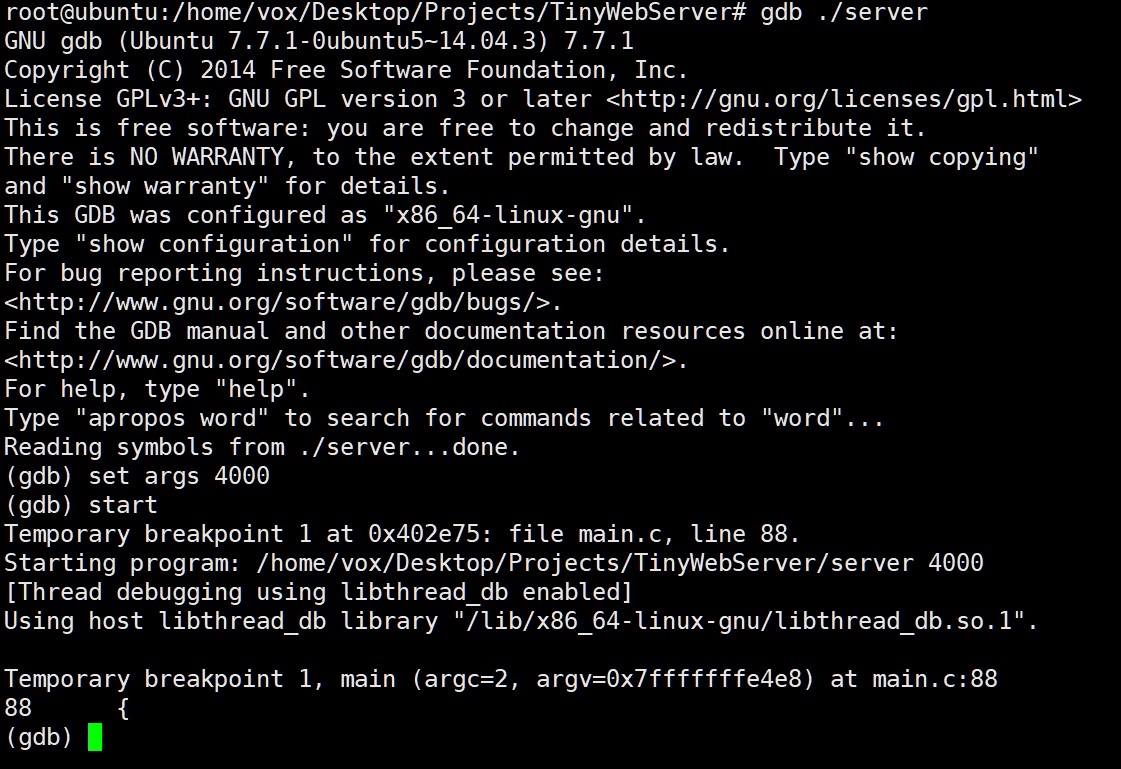 root@ubuntu:/home/vox/Desktop/Projects/TinyWebServer# gdb ./server
GNU gdb (Ubuntu 7.7.1-0ubuntu5~14.04.3) 7.7.1
Copyright (C) 2014 Free Software Foundation, Inc.
License GPLv3+: GNU GPL version 3 or later <http://gnu.org/licenses/gpl.html>
This is free software: you are free to change and redistribute it.
There is NO WARRANTY, to the extent permitted by law.  Type "show copying"
and "show warranty" for details.
This GDB was configured as "x86_64-linux-gnu".
Type "show configuration" for configuration details.
For bug reporting instructions, please see:
<http://www.gnu.org/software/gdb/bugs/>.
Find the GDB manual and other documentation resources online at:
<http://www.gnu.org/software/gdb/documentation/>.
For help, type "help".
Type "apropos word" to search for commands related to "word"...
Reading symbols from ./server...done.
(gdb) set args 4000
(gdb) start
Temporary breakpoint 1 at 0x402e75: file main.c, line 88.
Starting program: /home/vox/Desktop/Projects/TinyWebServer/server 4000
[Thread debugging using libthread_db enabled]
Using host libthread_db library "/lib/x86_64-linux-gnu/libthread_db.so.1".
Temporary breakpoint 1, main (argc=2, argv=0x7fffffffe4e8) at main.c:88
88      {
(gdb)